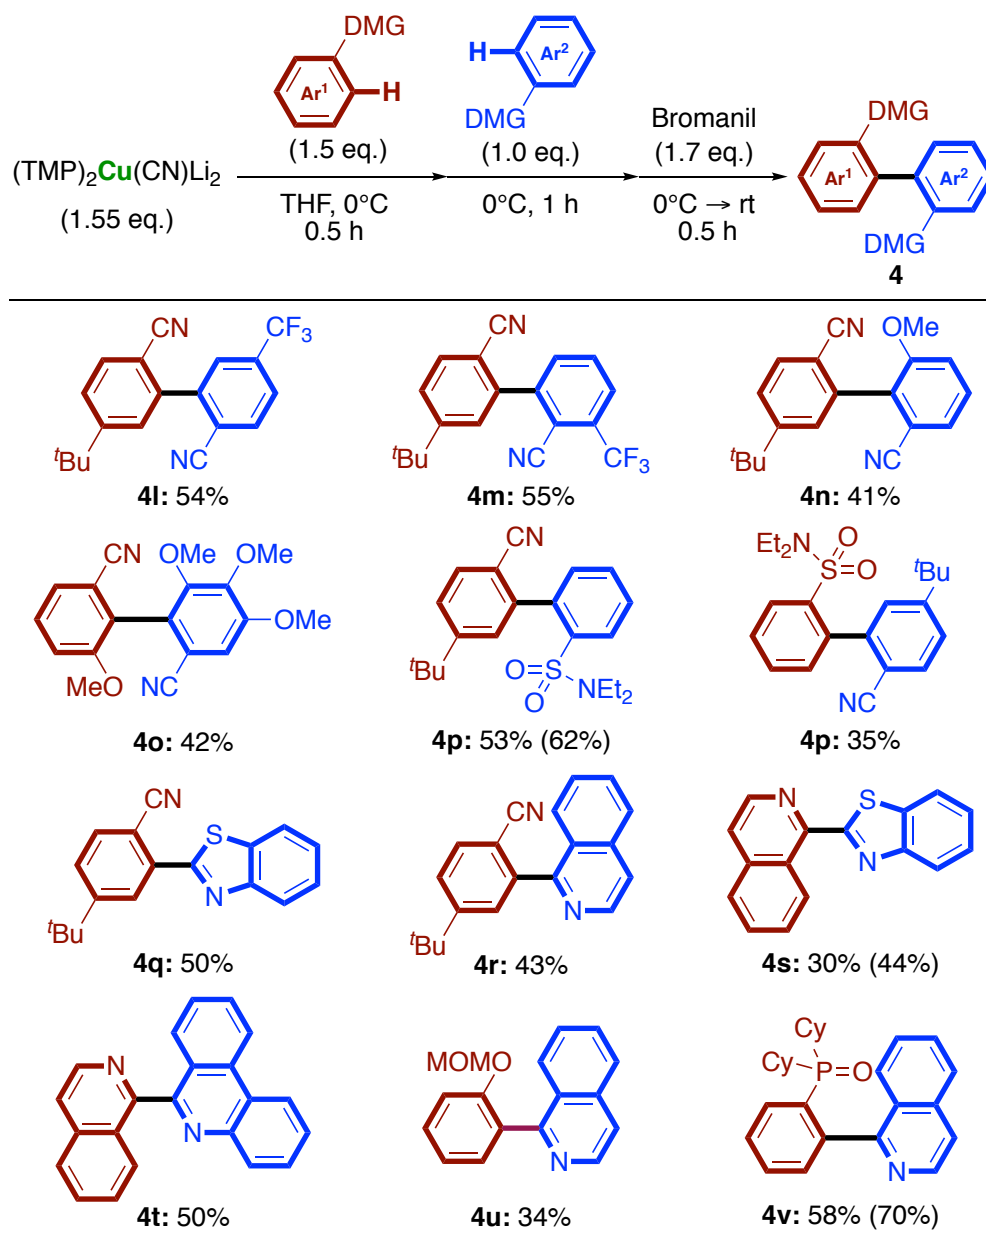 DMG
Ar¹
H
(1.5 eq.)
H
Ar²
DMG
(1.0 eq.)
Bromanil
(1.7 eq.)
(TMP)₂Cu(CN)Li₂
(1.55 eq.)
THF, 0°C
0.5 h
0°C, 1 h
0°C → rt
0.5 h
DMG
Ar¹
Ar²
DMG
4
CN
CF₃
ᵗBu
NC
4l: 54%
CN
ᵗBu
NC
CF₃
4m: 55%
CN
OMe
ᵗBu
NC
4n: 41%
CN
OMe
OMe
OMe
MeO
NC
4o: 42%
CN
ᵗBu
O
S
O
NEt₂
4p: 53% (62%)
Et₂N
O
S
O
ᵗBu
NC
4p: 35%
CN
S
N
ᵗBu
4q: 50%
CN
N
ᵗBu
4r: 43%
N
S
N
4s: 30% (44%)
N
N
4t: 50%
MOMO
N
4u: 34%
Cy
Cy
P
O
N
4v: 58% (70%)